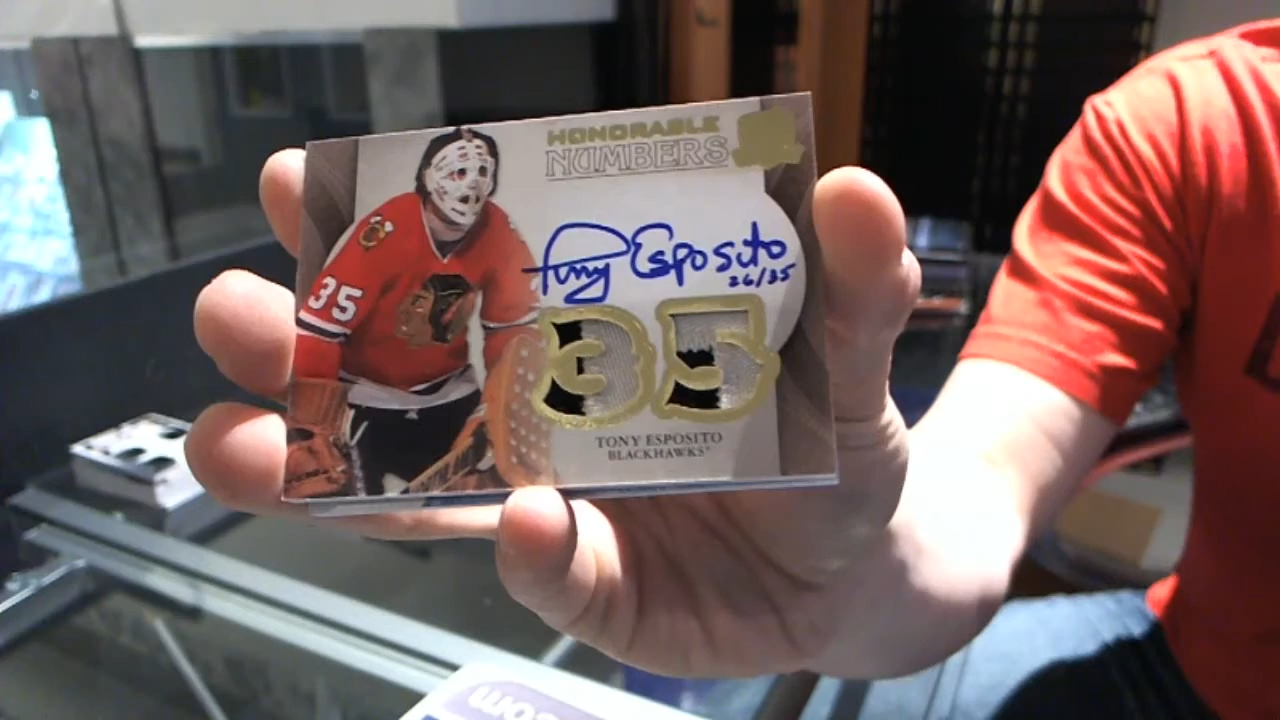 HONORABLE
NUMBERS
35
Tony Esposito
26/35
35
TONY ESPOSITO
BLACKHAWKS